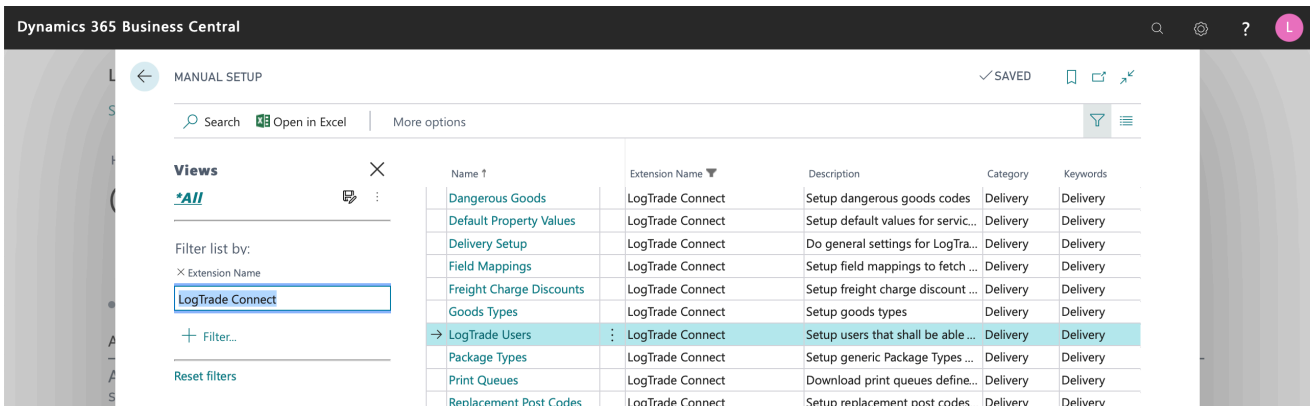 Dynamics 365 Business Central
?
L
MANUAL SETUP
SAVED
Search Open in Excel More options
Views
*All
Filter list by:
Extension Name
LogTrade Connect
Filter...
Reset filters
Name Extension Name Description Category Keywords
Dangerous Goods LogTrade Connect Setup dangerous goods codes Delivery Delivery
Default Property Values LogTrade Connect Setup default values for servic... Delivery Delivery
Delivery Setup LogTrade Connect Do general settings for LogTra... Delivery Delivery
Field Mappings LogTrade Connect Setup field mappings to fetch ... Delivery Delivery
Freight Charge Discounts LogTrade Connect Setup freight charge discount ... Delivery Delivery
Goods Types LogTrade Connect Setup goods types Delivery Delivery
LogTrade Users LogTrade Connect Setup users that shall be able ... Delivery Delivery
Package Types LogTrade Connect Setup generic Package Types ... Delivery Delivery
Print Queues LogTrade Connect Download print queues define... Delivery Delivery
Replacement Post Codes LogTrade Connect Setup replacement post codes Delivery Delivery